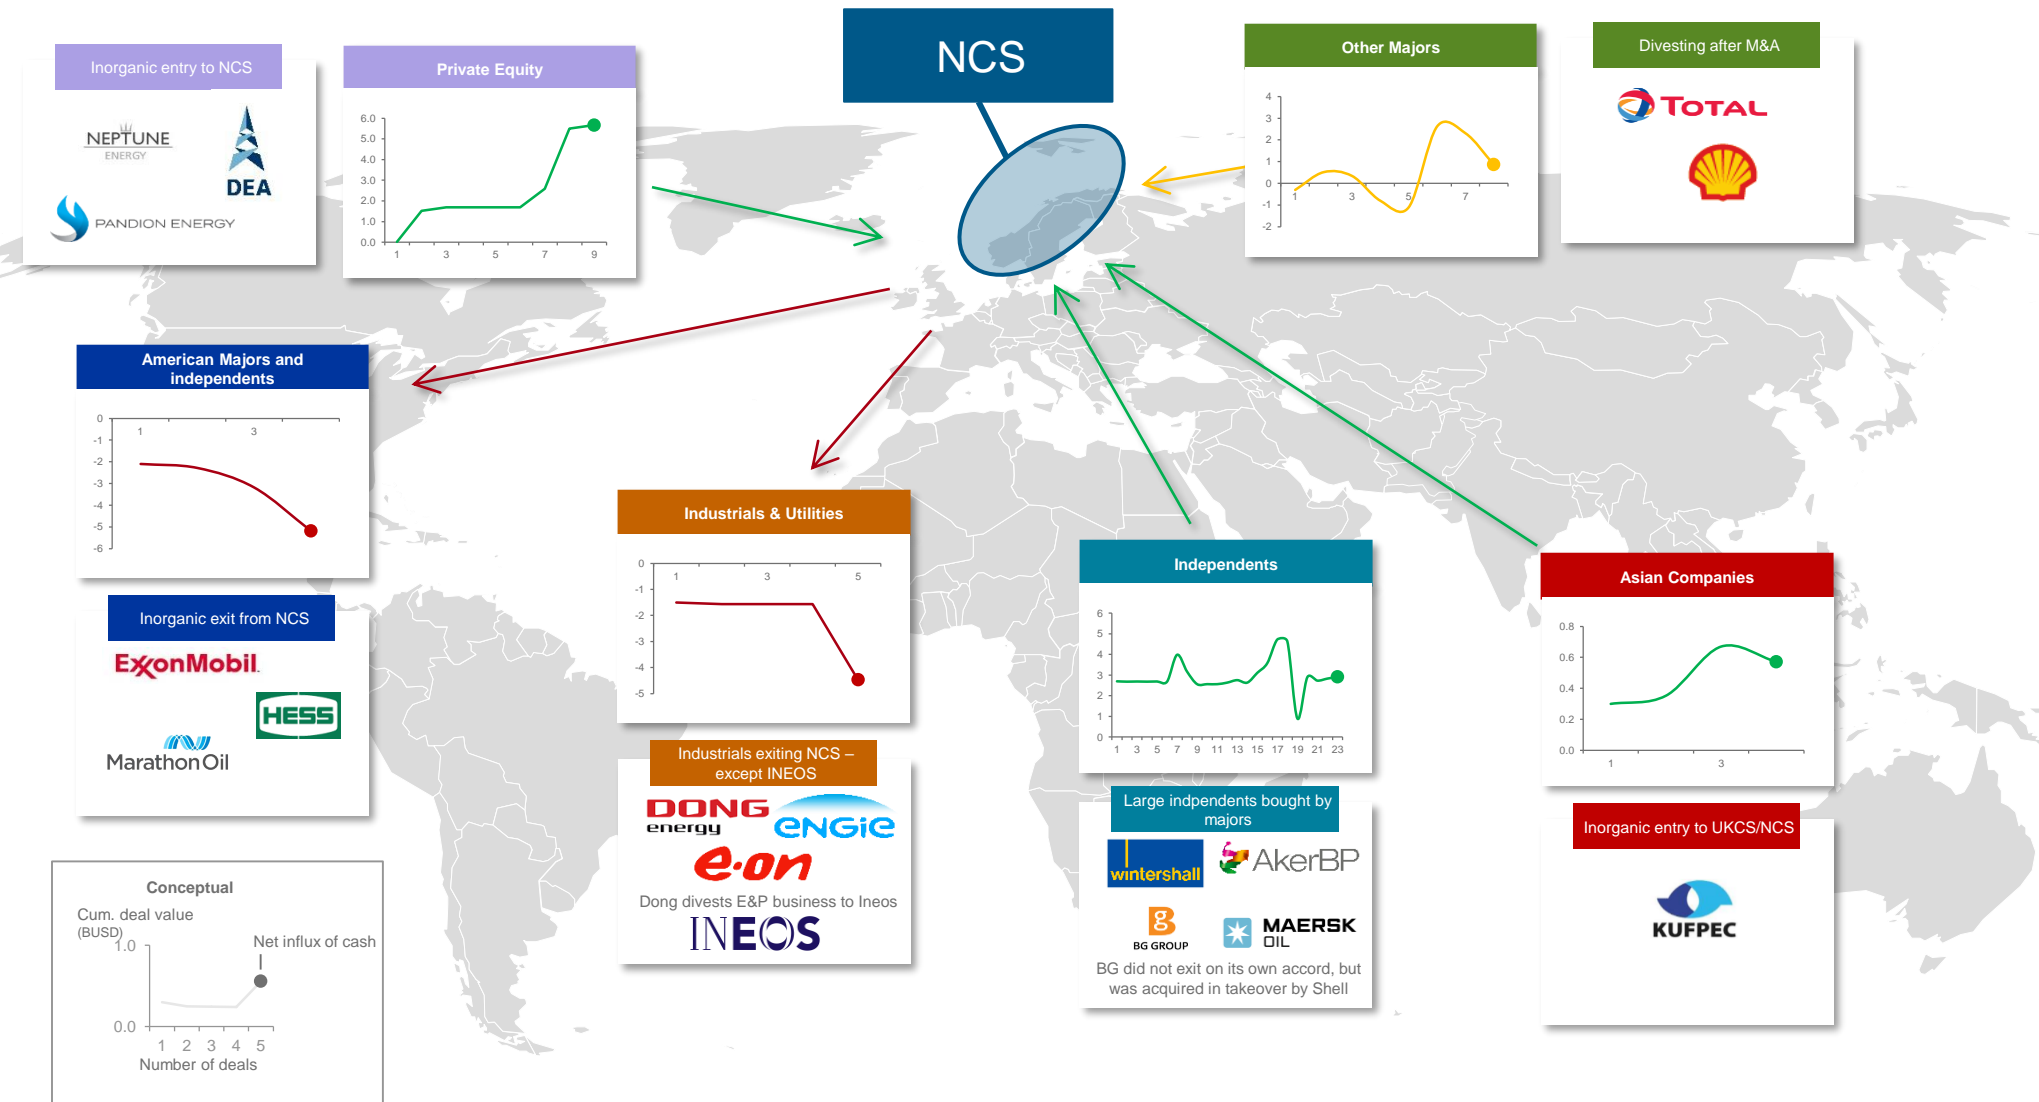 NCS
Inorganic entry to NCS
NEPTUNE
ENERGY
DEA
PANDION ENERGY
Private Equity
6.0
5.0
4.0
3.0
2.0
1.0
0.0
1 3 5 7 9
Other Majors
4
3
2
1
0
-1
-2
1 3 5 7
Divesting after M&A
TOTAL
American Majors and
independents
0
-1
-2
-3
-4
-5
-6
1 3
Inorganic exit from NCS
ExxonMobil
HESS
Marathon Oil
Industrials & Utilities
0
-1
-2
-3
-4
-5
1 3 5
Industrials exiting NCS –
except INEOS
DONG
energy
ENGIE
e·on
Dong divests E&P business to Ineos
INEOS
Independents
6
5
4
3
2
1
0
1 3 5 7 9 11 13 15 17 19 21 23
Large indpendents bought by
majors
wintershall
AkerBP
BG GROUP
MAERSK
OIL
BG did not exit on its own accord, but
was acquired in takeover by Shell
Asian Companies
0.8
0.6
0.4
0.2
0.0
1 3
Inorganic entry to UKCS/NCS
KUFPEC
Conceptual
Cum. deal value
(BUSD)
1.0
Net influx of cash
0.0
1 2 3 4 5
Number of deals